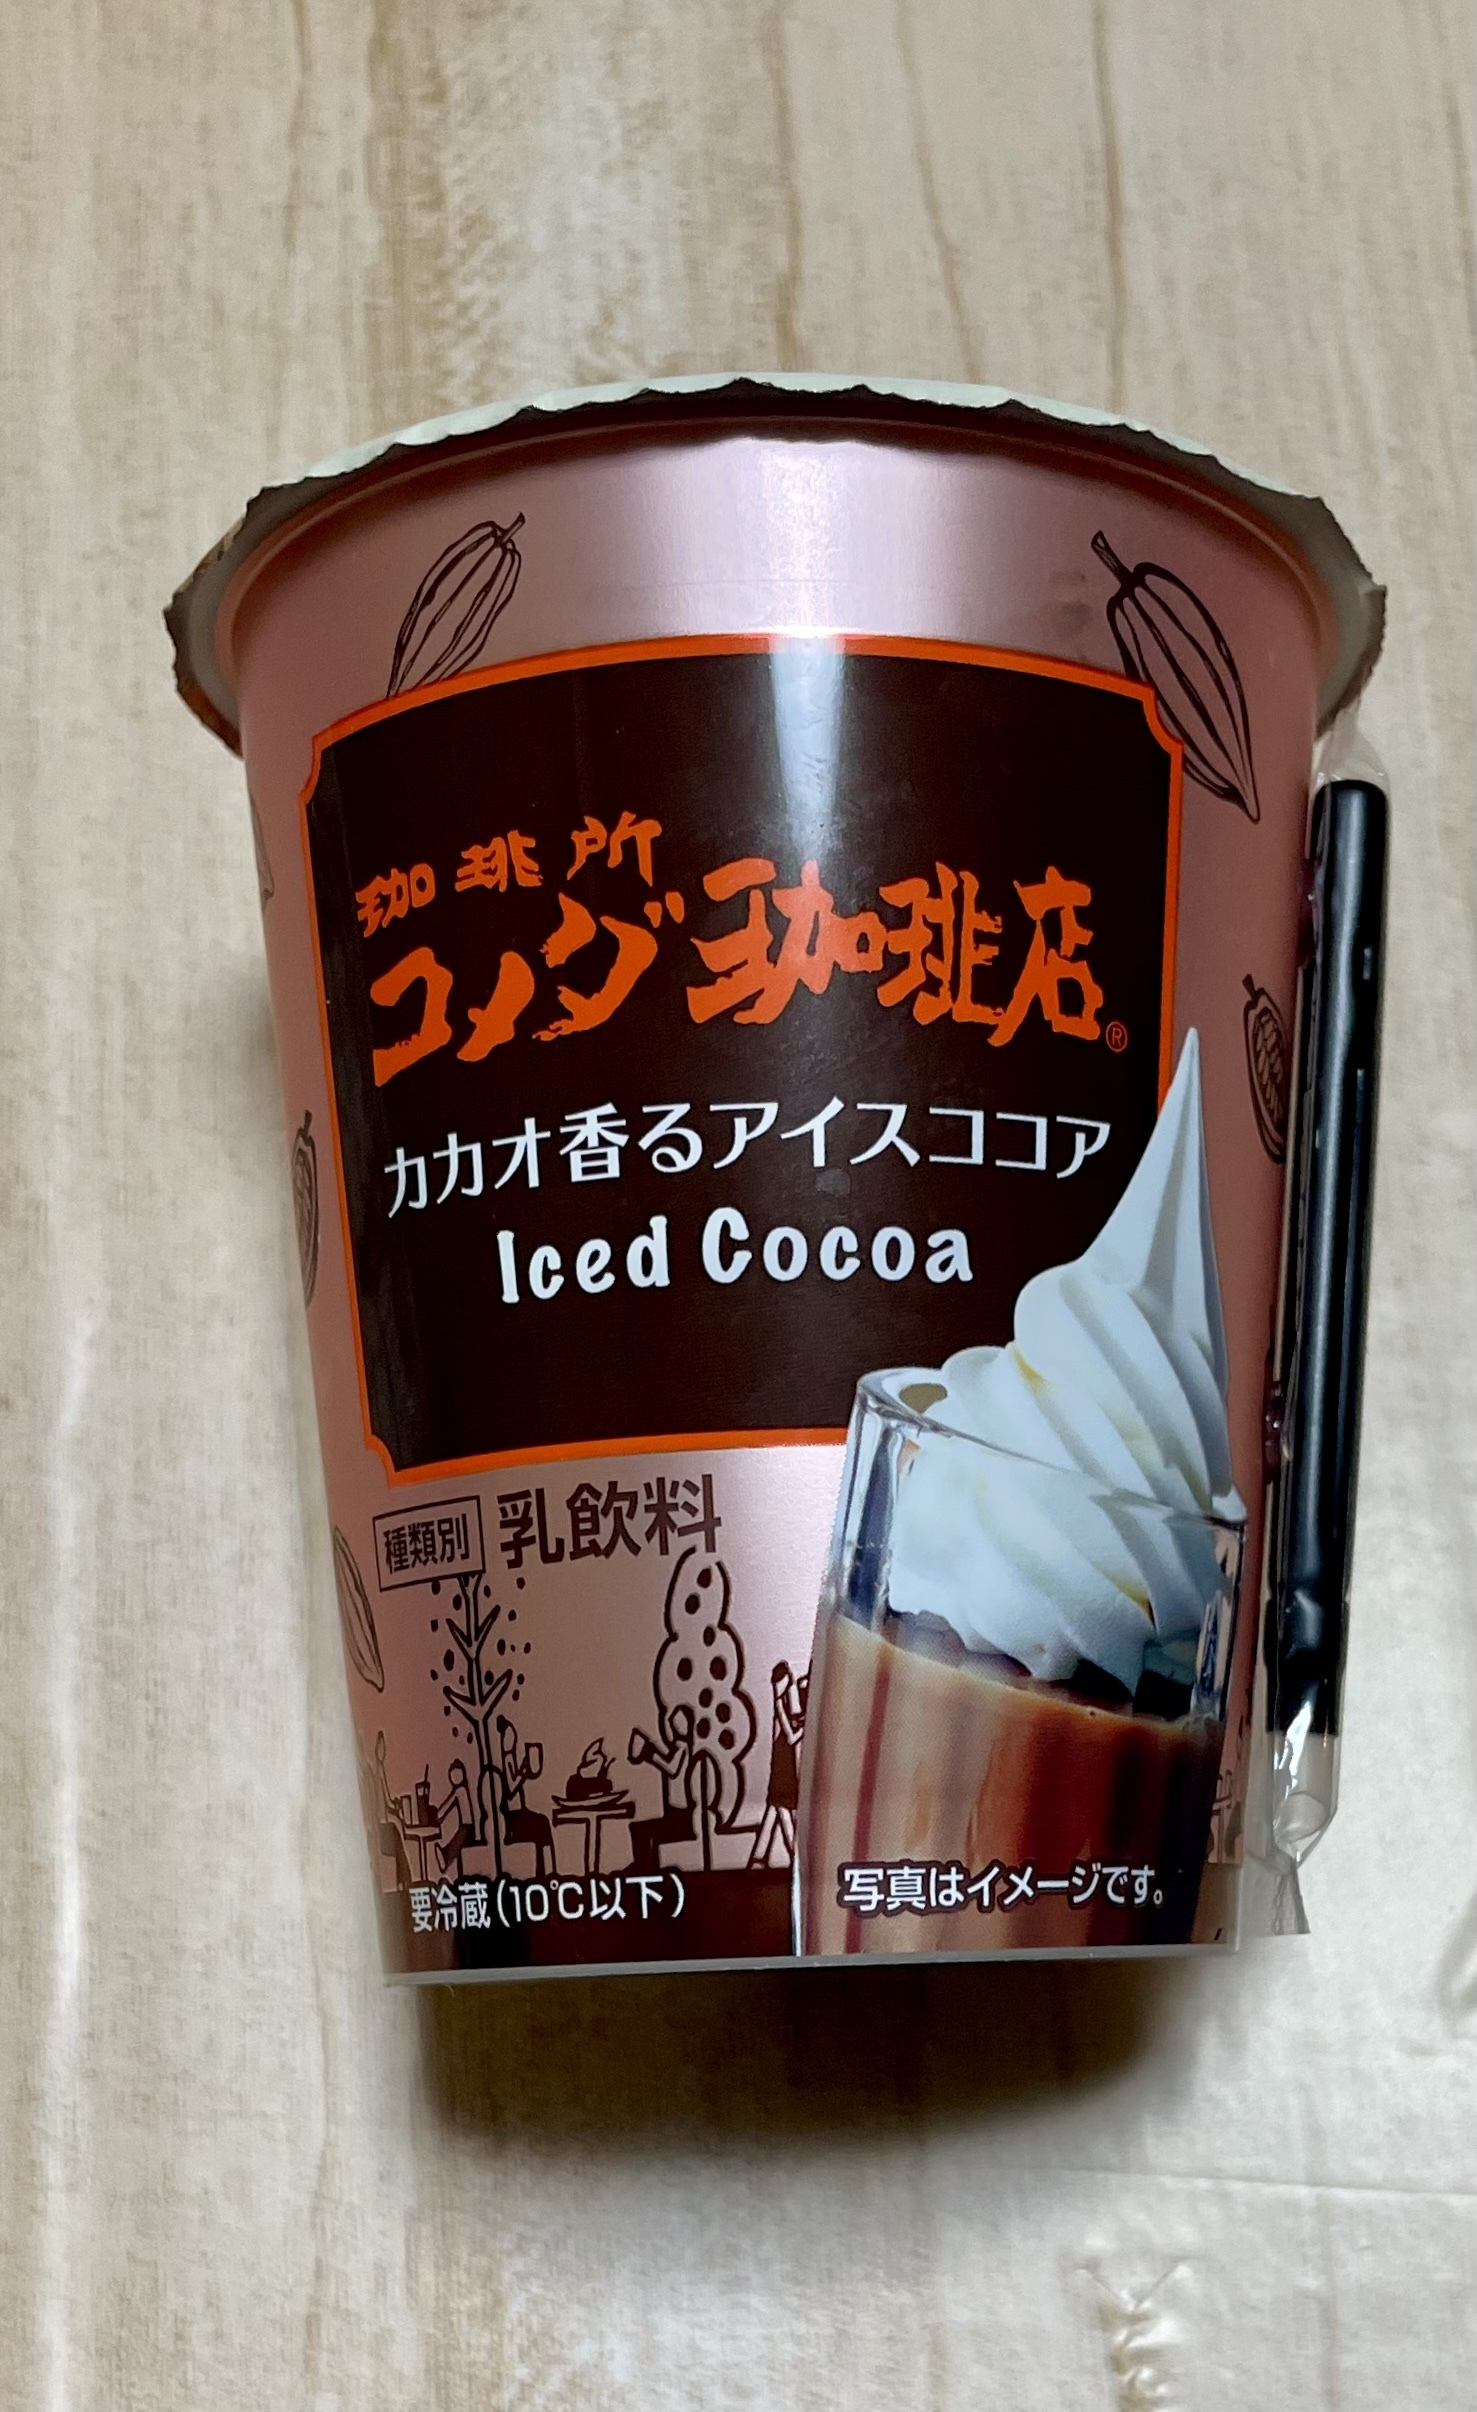 珈琲所
コメダ珈琲店®
カカオ香るアイスココア
Iced Cocoa
種類別 乳飲料
要冷蔵(10℃以下)
写真はイメージです。